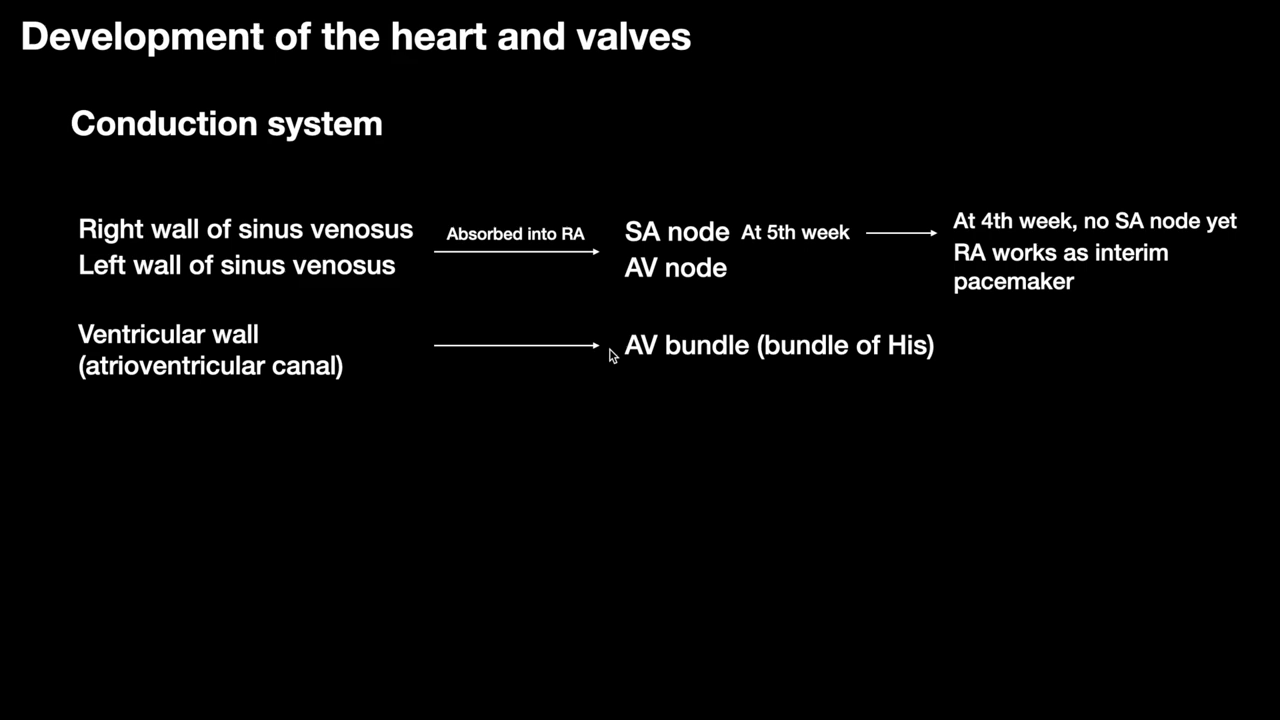 Development of the heart and valves
Conduction system
Right wall of sinus venosus
Left wall of sinus venosus
Absorbed into RA
SA node At 5th week
AV node
At 4th week, no SA node yet
RA works as interim
pacemaker
Ventricular wall
(atrioventricular canal)
AV bundle (bundle of His)